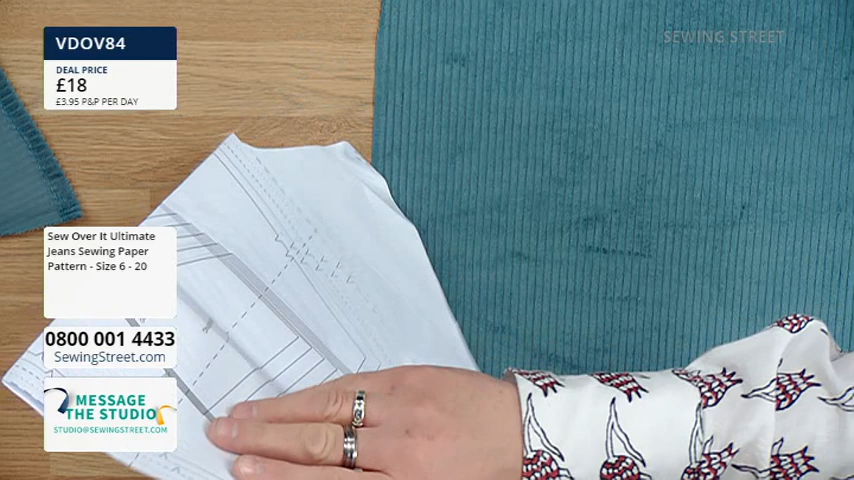 VDOV84
DEAL PRICE
£18
£3.95 P&P PER DAY
SEWING STREET
Sew Over It Ultimate
Jeans Sewing Paper
Pattern - Size 6 - 20
0800 001 4433
SewingStreet.com
MESSAGE
THE STUDIO
STUDIO@SEWINGSTREET.COM